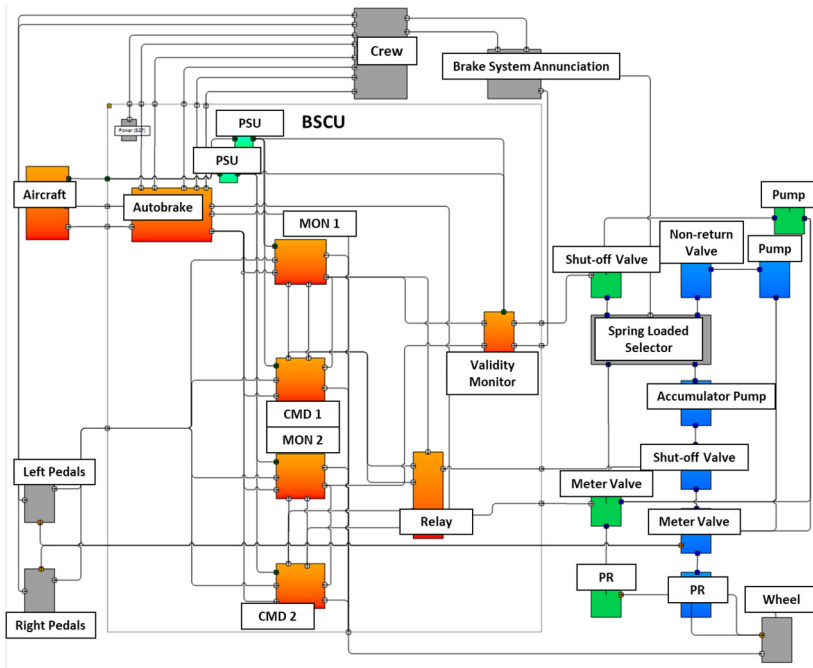 Crew
Brake System Annunciation
BSCU
PSU
PSU
Aircraft
Autobrake
MON 1
Pump
Non-return
Valve
Pump
Shut-off Valve
Spring Loaded
Selector
Validity
Monitor
Accumulator Pump
CMD 1
MON 2
Left Pedals
Shut-off Valve
Meter Valve
Relay
Meter Valve
PR
PR
Wheel
Right Pedals
CMD 2